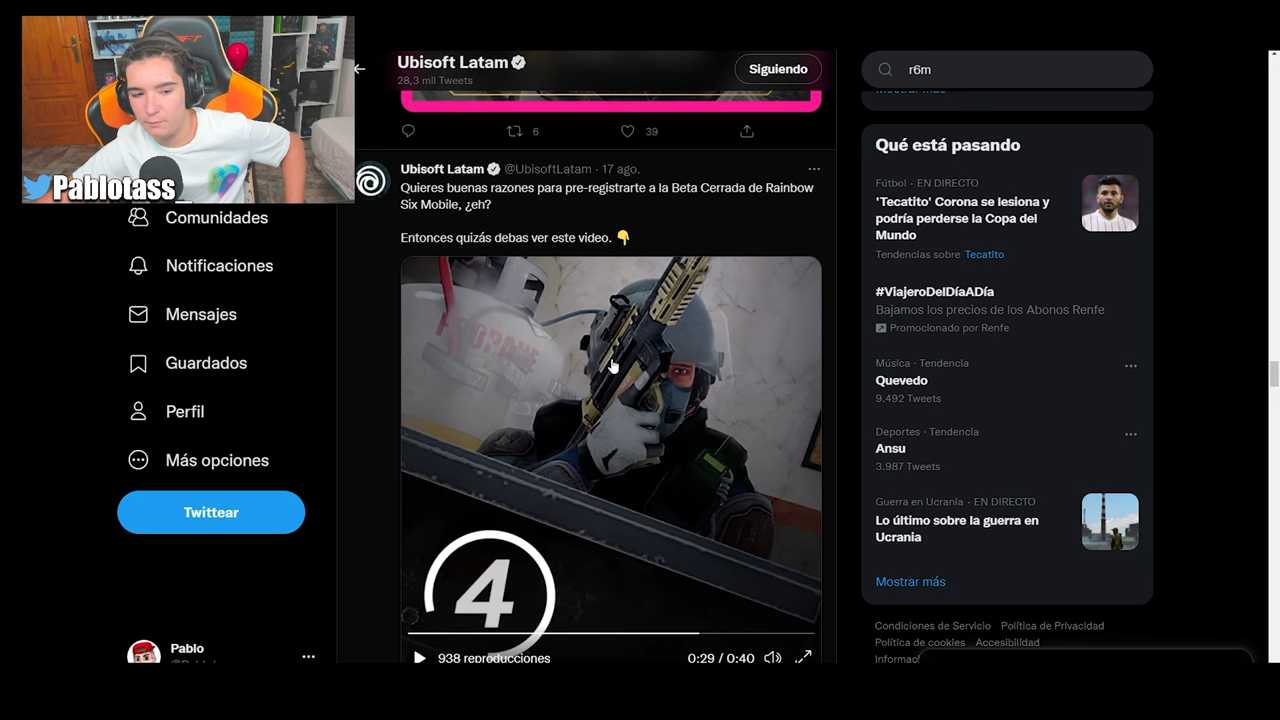 Pablotass_
Comunidades
Notificaciones
Mensajes
Guardados
Perfil
Más opciones
Twittear
Pablo
Ubisoft Latam
28,3 mil Tweets
Siguiendo
6
39
Ubisoft Latam @UbisoftLatam · 17 ago.
Quieres buenas razones para pre-registrarte a la Beta Cerrada de Rainbow
Six Mobile, ¿eh?
Entonces quizás debas ver este video. 👇
4
938 reproducciones
0:29 / 0:40
r6m
Mostrar más
Qué está pasando
Fútbol · EN DIRECTO
'Tecatito' Corona se lesiona y
podría perderse la Copa del
Mundo
Tendencias sobre Tecatito
#ViajeroDelDíaADía
Bajamos los precios de los Abonos Renfe
Promocionado por Renfe
Música · Tendencia
Quevedo
9.492 Tweets
Deportes · Tendencia
Ansu
3.987 Tweets
Guerra en Ucrania · EN DIRECTO
Lo último sobre la guerra en
Ucrania
Mostrar más
Condiciones de Servicio Política de Privacidad
Política de cookies Accesibilidad